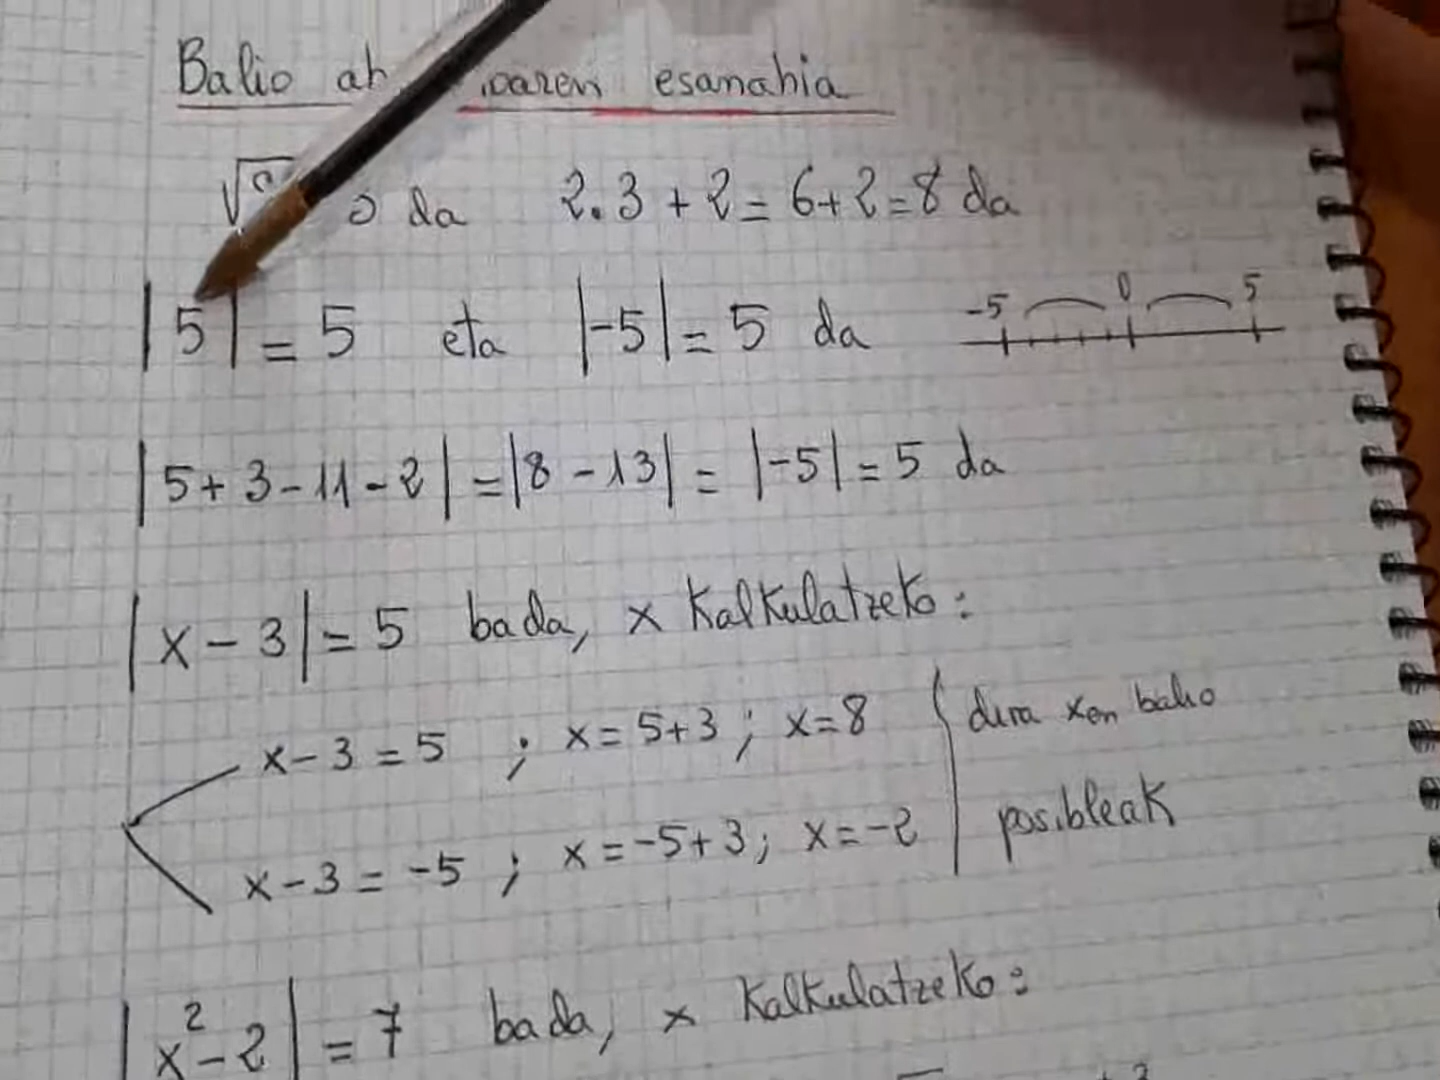 Balio esanahia
da 2.3 + 2 = 6+2 = 8 da
|5| = 5 eta |-5| = 5 da -5 0 5
|5+3-11-2| = |8-13| = |-5| = 5 da
|x-3| = 5 bada, x kalkulatzeko:
x-3 = 5 ; x = 5+3 ; x = 8 dira xen balio
x-3 = -5 ; x = -5+3 ; x = -2 posibleak
|x²-2| = 7 bada, x kalkulatzeko: